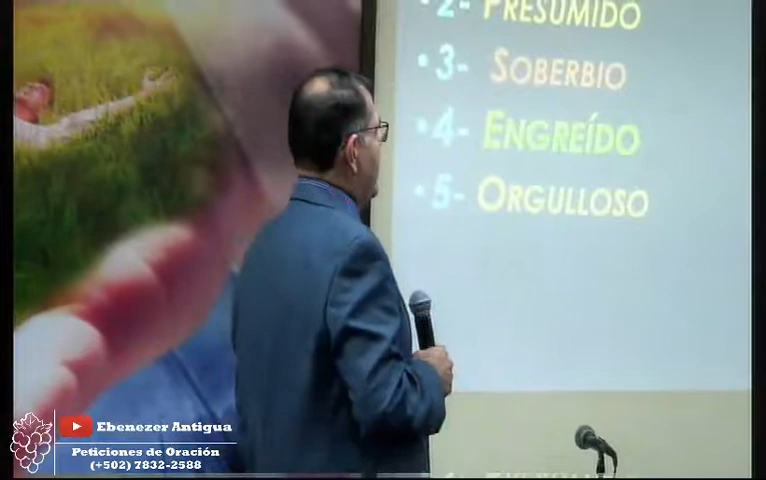 2- PRESUMIDO
3- SOBERBIO
4- ENGREÍDO
5- ORGULLOSO
Ebenezer Antigua
Peticiones de Oración
(+502) 7832-2588